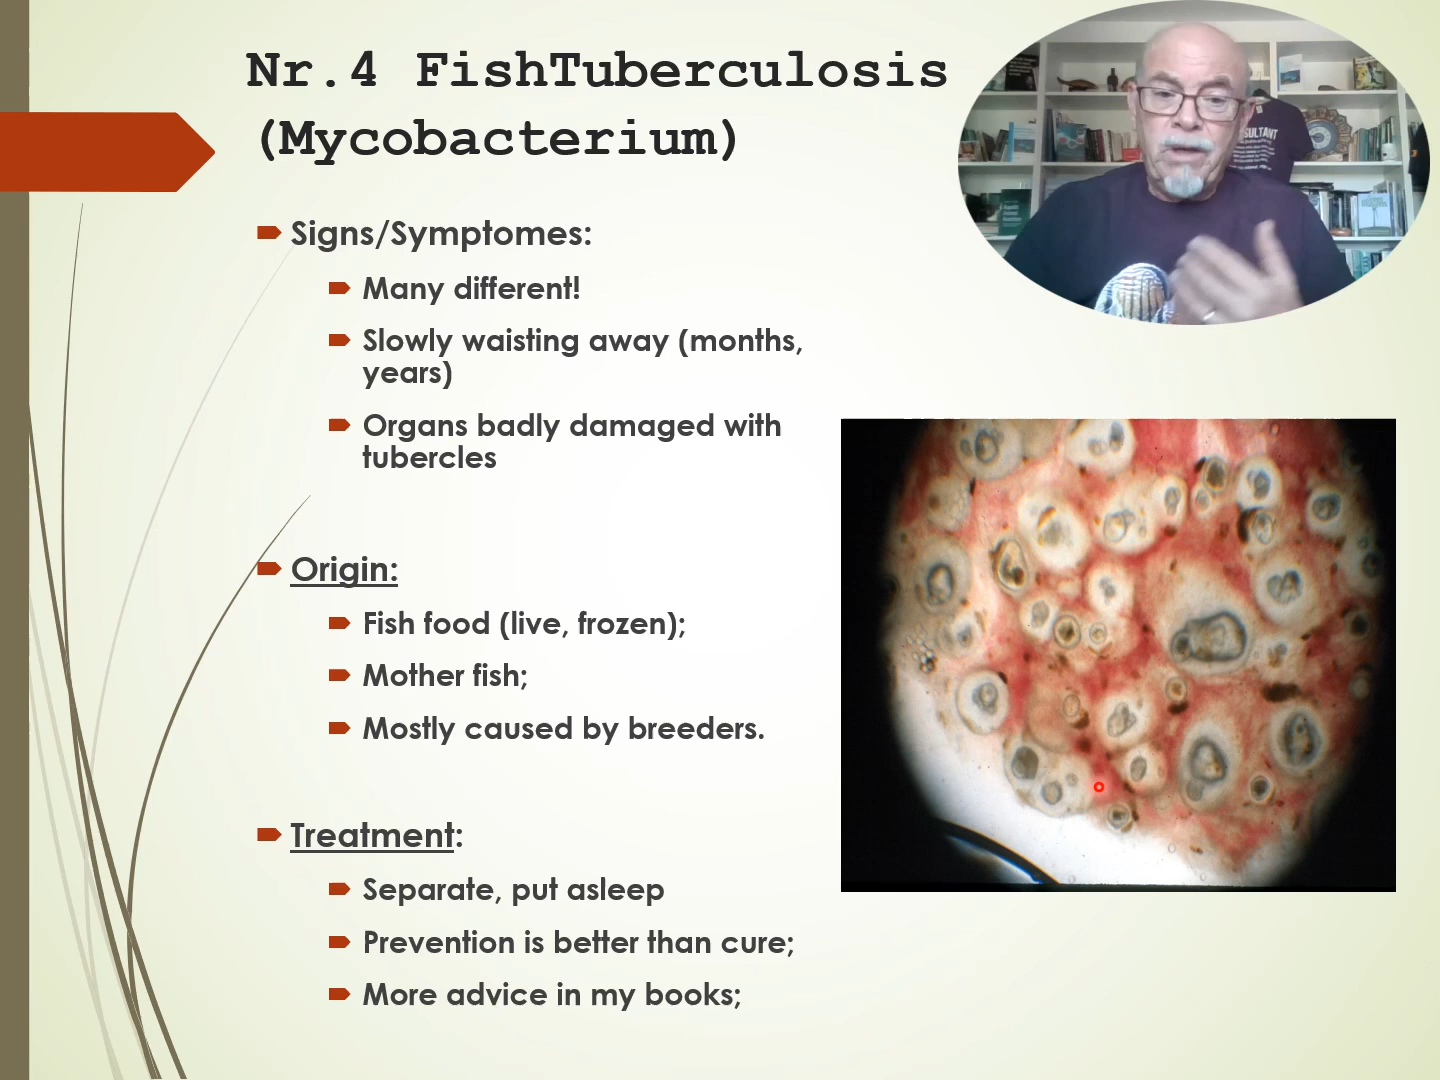 Nr.4 FishTuberculosis
(Mycobacterium)
Signs/Symptomes:
Many different!
Slowly waisting away (months,
years)
Organs badly damaged with
tubercles
Origin:
Fish food (live, frozen);
Mother fish;
Mostly caused by breeders.
Treatment:
Separate, put asleep
Prevention is better than cure;
More advice in my books;